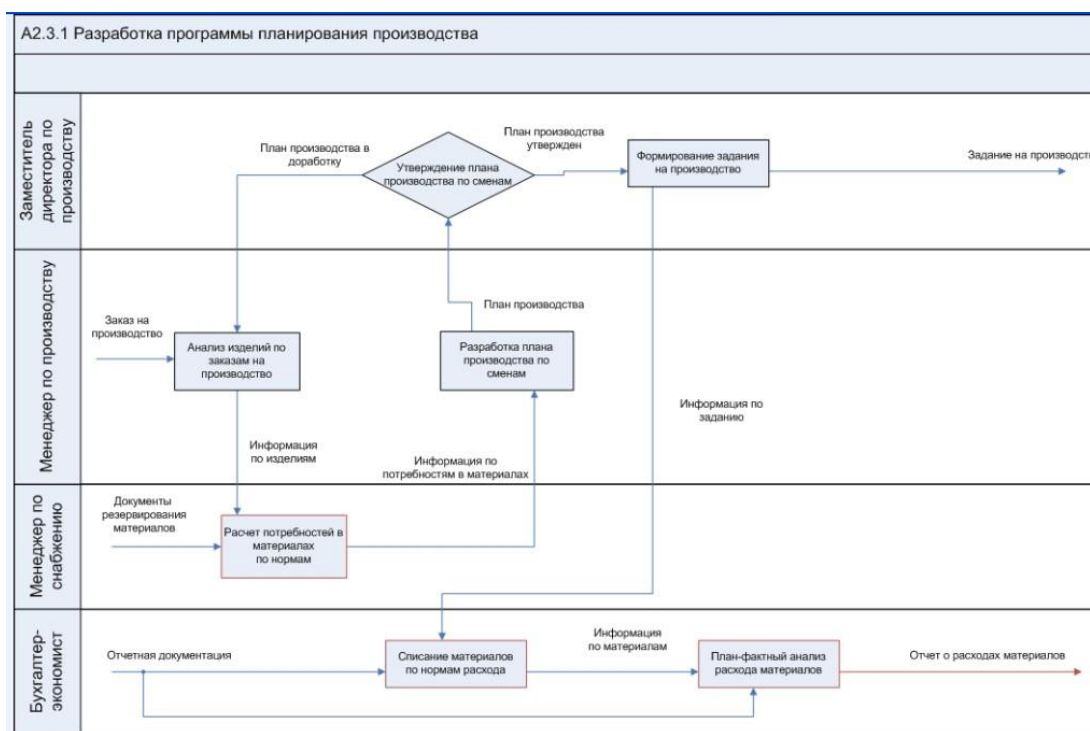 А2.3.1 Разработка программы планирования производства
Заместитель
директора по
производству
План производства в
доработку
Утверждение плана
производства по сменам
План производства
утвержден
Формирование задания
на производство
Задание на производств
Менеджер по производству
Заказ на
производство
Анализ изделий по
заказам на
производство
План производства
Разработка плана
производства по
сменам
Информация по
заданию
Информация
по изделиям
Информация по
потребностям в материалах
Менеджер по
снабжению
Документы
резервирования
материалов
Расчет потребностей в
материалах
по нормам
Бухгалтер-
экономист
Отчетная документация
Списание материалов
по нормам расхода
Информация
по материалам
План-фактный анализ
расхода материалов
Отчет о расходах материалов